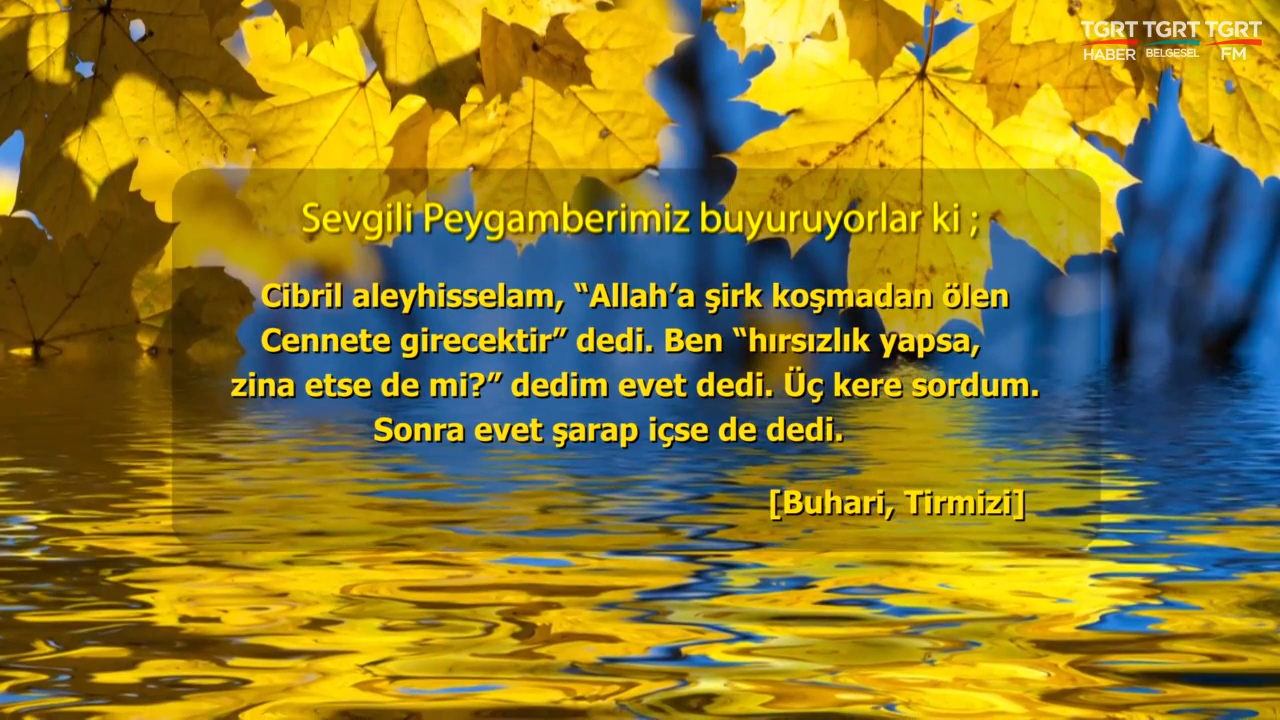 TGRT TGRT TGRT
HABER BELGESEL FM
Sevgili Peygamberimiz buyuruyorlar ki ;
Cibril aleyhisselam, “Allah’a şirk koşmadan ölen
Cennete girecektir” dedi. Ben “hırsızlık yapsa,
zina etse de mi?” dedim evet dedi. Üç kere sordum.
Sonra evet şarap içse de dedi.
[Buhari, Tirmizi]